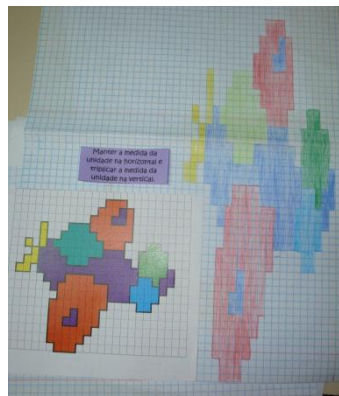 Manter a medida da
unidade na horizontal e
triplicar a medida da
unidade na vertical.